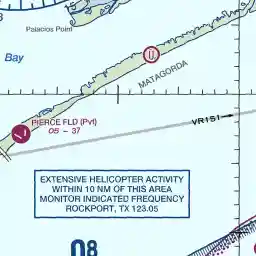 Palacios Point
Bay
U
MATAGORDA
VR151
PIERCE FLD (Pvt)
05 - 37
EXTENSIVE HELICOPTER ACTIVITY
WITHIN 10 NM OF THIS AREA
MONITOR INDICATED FREQUENCY
ROCKPORT, TX 123.05
08